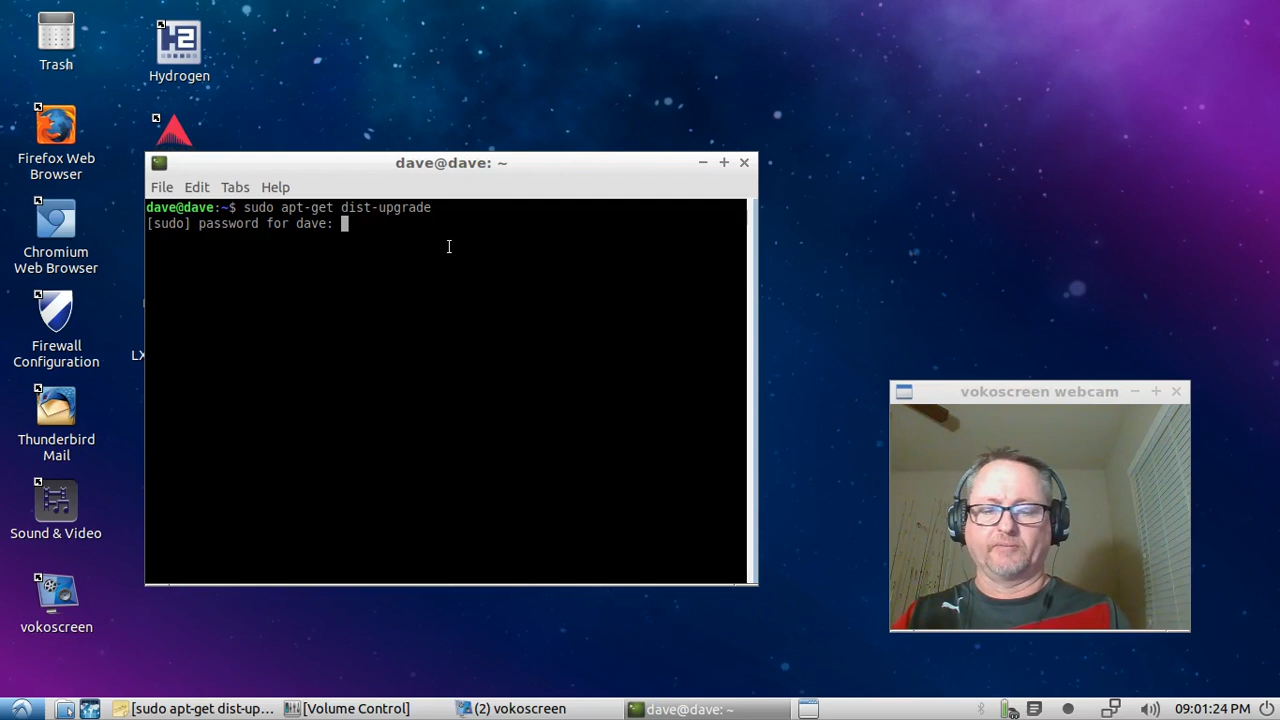 Trash
Hydrogen
Firefox Web
Browser
dave@dave: ~
File Edit Tabs Help
dave@dave:~$ sudo apt-get dist-upgrade
[sudo] password for dave:
Chromium
Web Browser
Firewall
Configuration
LX
vokoscreen webcam
Thunderbird
Mail
Sound & Video
vokoscreen
[sudo apt-get dist-up...
[Volume Control]
(2) vokoscreen
dave@dave: ~
09:01:24 PM